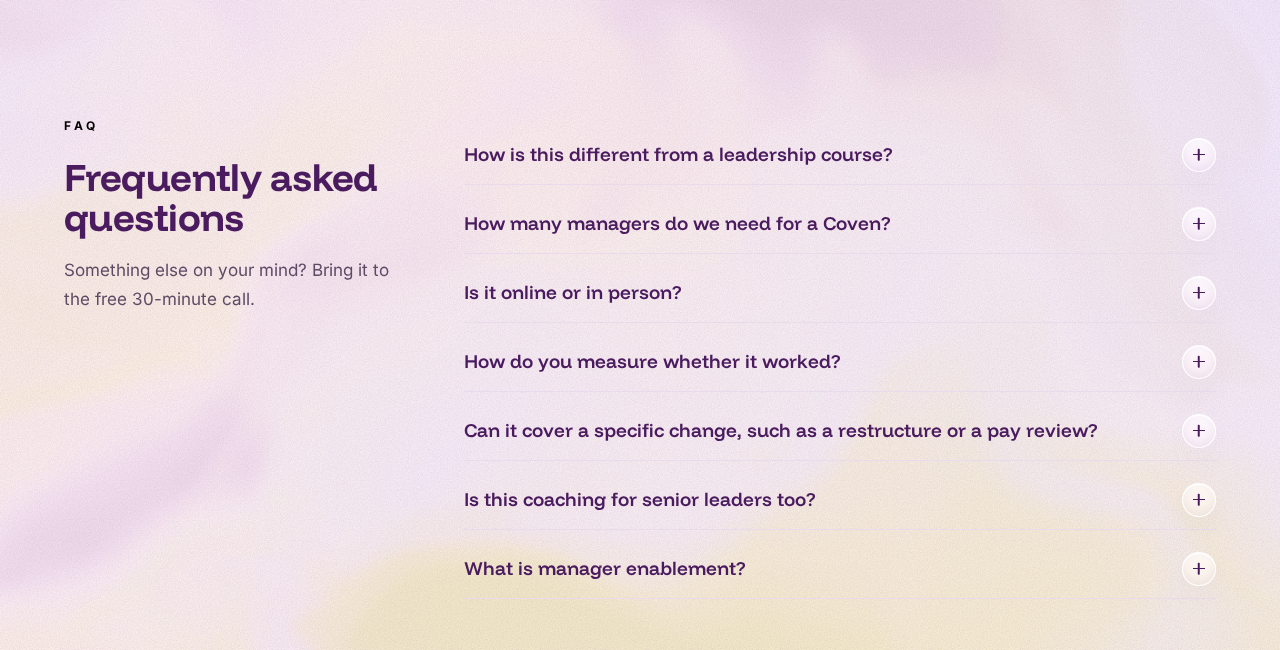 FAQ
Frequently asked
questions
Something else on your mind? Bring it to
the free 30-minute call.
How is this different from a leadership course?
How many managers do we need for a Coven?
Is it online or in person?
How do you measure whether it worked?
Can it cover a specific change, such as a restructure or a pay review?
Is this coaching for senior leaders too?
What is manager enablement?